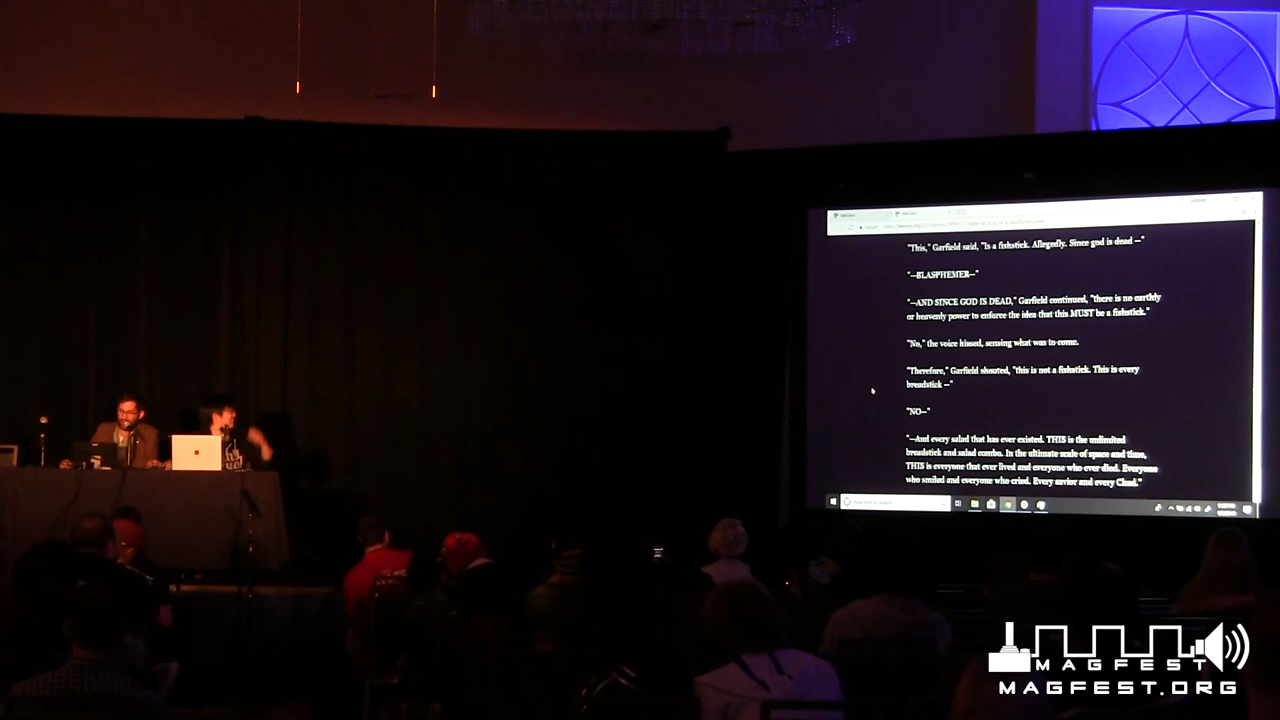 "This," Garfield said, "Is a fishstick. Allegedly. Since god is dead --"
"--BLASPHEMER--"
"--AND SINCE GOD IS DEAD," Garfield continued, "there is no earthly
or heavenly power to enforce the idea that this MUST be a fishstick."
"No," the voice hissed, sensing what was to come.
"Therefore," Garfield shouted, "this is not a fishstick. This is every
breadstick --"
"NO--"
"--And every salad that has ever existed. THIS is the unlimited
breadstick and salad combo. In the ultimate scale of space and time,
THIS is everyone that ever lived and everyone who ever died. Everyone
who smiled and everyone who cried. Every savior and every Chad."
MAGFEST
MAGFEST.ORG